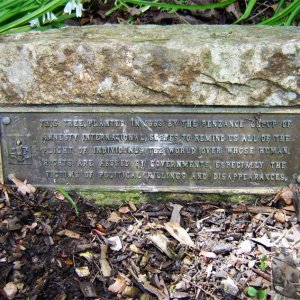 THIS TREE, PLANTED IN 1993 BY THE PENZANCE GROUP OF
AMNESTY INTERNATIONAL, SERVES TO REMIND US ALL OF THE
PLIGHT OF INDIVIDUALS THE WORLD OVER WHOSE HUMAN
RIGHTS ARE ABUSED BY GOVERNMENTS, ESPECIALLY THE
VICTIMS OF POLITICAL KILLINGS AND DISAPPEARANCES.